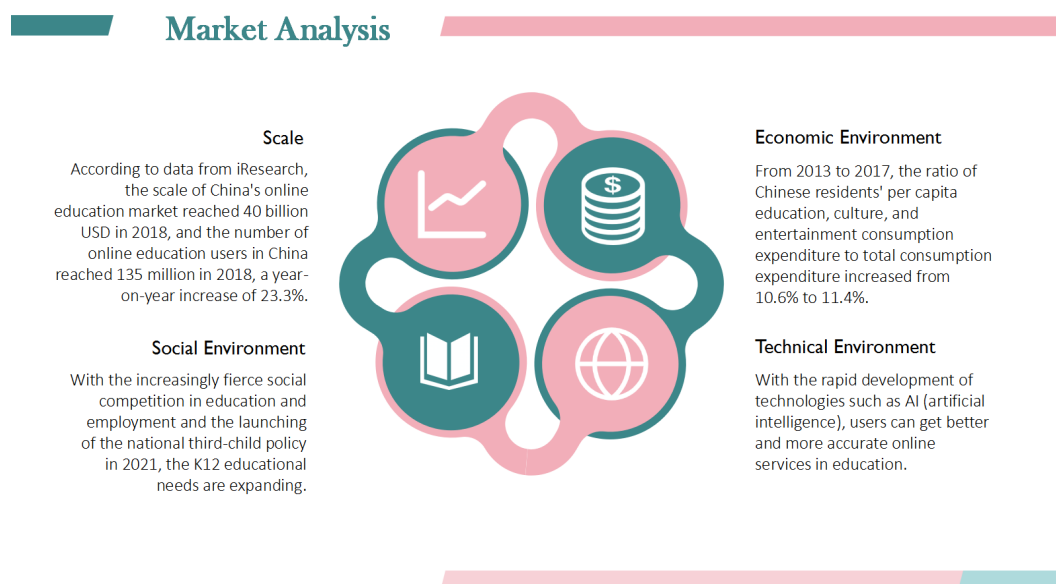 Market Analysis
Scale
According to data from iResearch,
the scale of China's online
education market reached 40 billion
USD in 2018, and the number of
online education users in China
reached 135 million in 2018, a year-
on-year increase of 23.3%.
Social Environment
With the increasingly fierce social
competition in education and
employment and the launching
of the national third-child policy
in 2021, the K12 educational
needs are expanding.
$
Economic Environment
From 2013 to 2017, the ratio of
Chinese residents' per capita
education, culture, and
entertainment consumption
expenditure to total consumption
expenditure increased from
10.6% to 11.4%.
Technical Environment
With the rapid development of
technologies such as AI (artificial
intelligence), users can get better
and more accurate online
services in education.